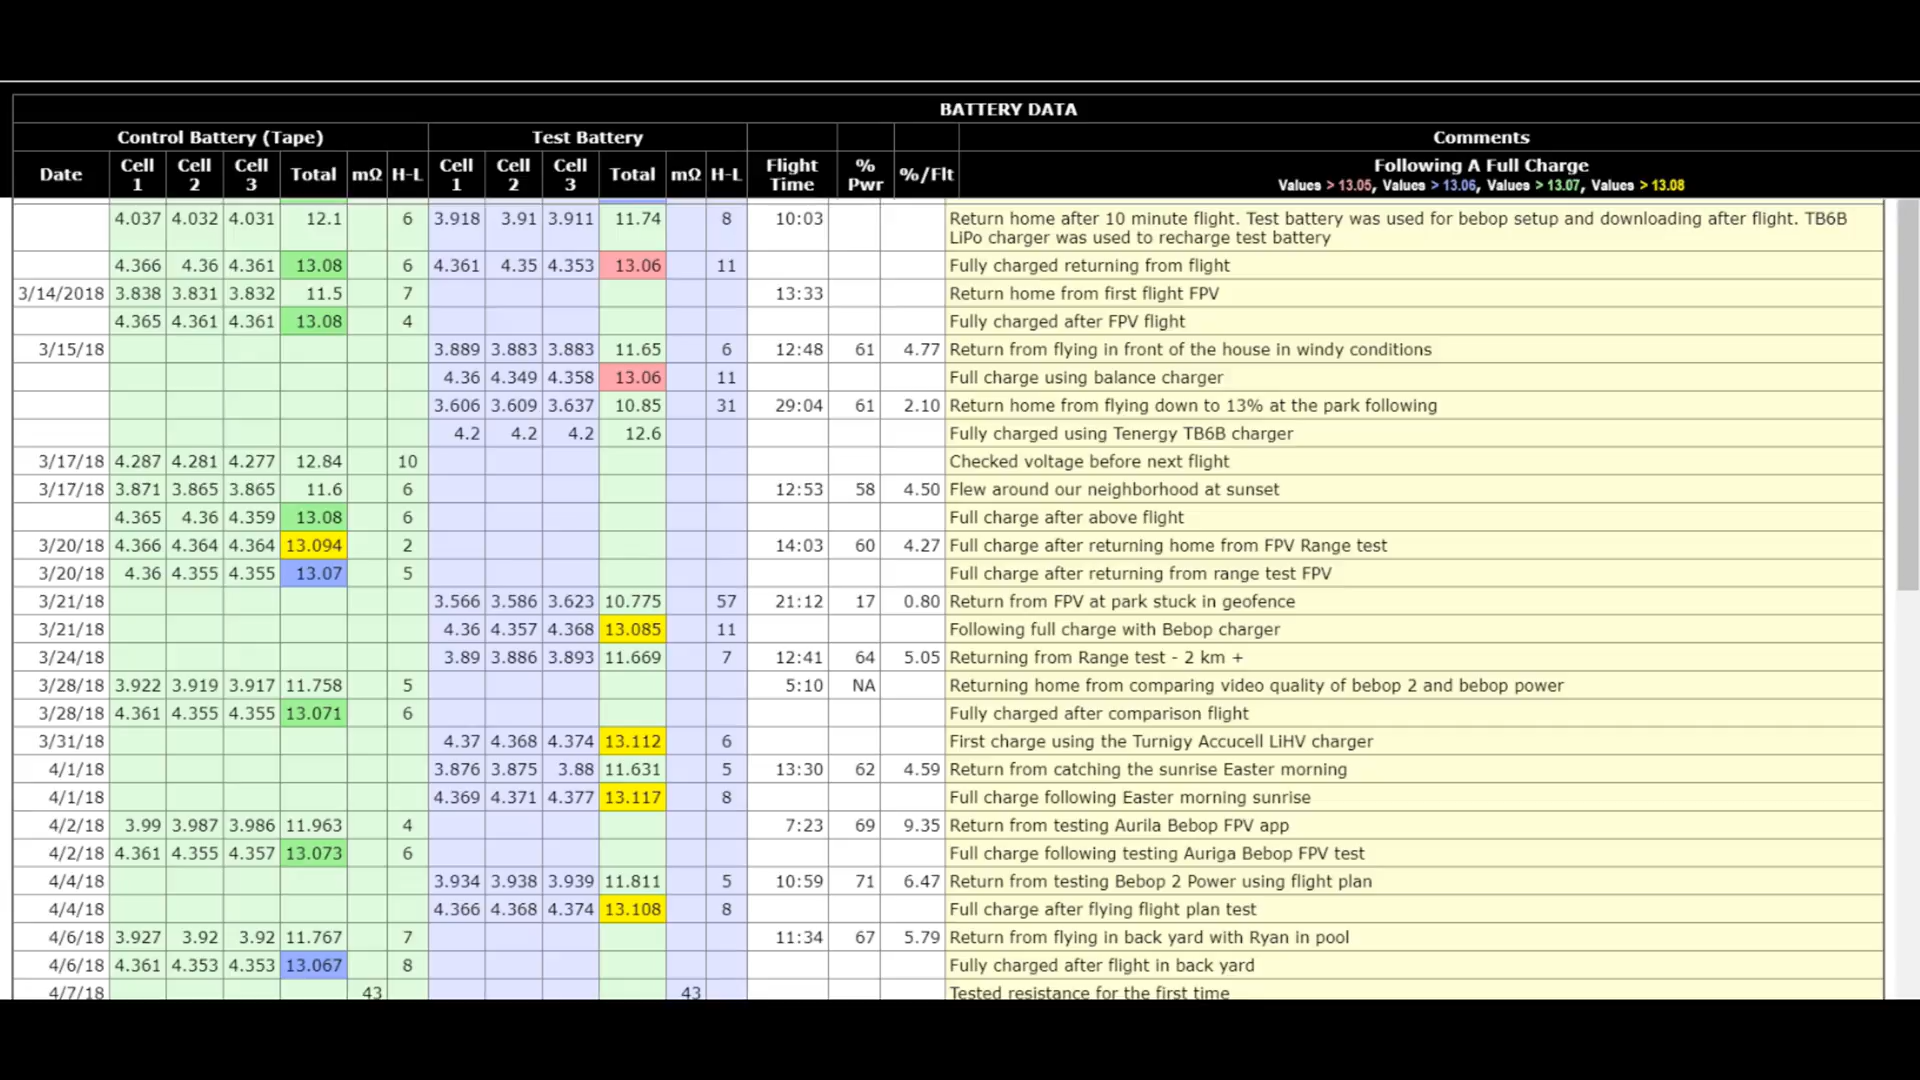 BATTERY DATA
Control Battery (Tape) Test Battery Comments
Date Cell 1 Cell 2 Cell 3 Total mΩ H-L Cell 1 Cell 2 Cell 3 Total mΩ H-L Flight Time % Pwr %/Flt Following A Full Charge
Values > 13.05, Values > 13.06, Values > 13.07, Values > 13.08
4.037 4.032 4.031 12.1 6 3.918 3.91 3.911 11.74 8 10:03 Return home after 10 minute flight. Test battery was used for bebop setup and downloading after flight. TB6B
LiPo charger was used to recharge test battery
4.366 4.36 4.361 13.08 6 4.361 4.35 4.353 13.06 11 Fully charged returning from flight
3/14/2018 3.838 3.831 3.832 11.5 7 13:33 Return home from first flight FPV
4.365 4.361 4.361 13.08 4 Fully charged after FPV flight
3/15/18 3.889 3.883 3.883 11.65 6 12:48 61 4.77 Return from flying in front of the house in windy conditions
4.36 4.349 4.358 13.06 11 Full charge using balance charger
3.606 3.609 3.637 10.85 31 29:04 61 2.10 Return home from flying down to 13% at the park following
4.2 4.2 4.2 12.6 Fully charged using Tenergy TB6B charger
3/17/18 4.287 4.281 4.277 12.84 10 Checked voltage before next flight
3/17/18 3.871 3.865 3.865 11.6 6 12:53 58 4.50 Flew around our neighborhood at sunset
4.365 4.36 4.359 13.08 6 Full charge after above flight
3/20/18 4.366 4.364 4.364 13.094 2 14:03 60 4.27 Full charge after returning home from FPV Range test
3/20/18 4.36 4.355 4.355 13.07 5 Full charge after returning from range test FPV
3/21/18 3.566 3.586 3.623 10.775 57 21:12 17 0.80 Return from FPV at park stuck in geofence
3/21/18 4.36 4.357 4.368 13.085 11 Following full charge with Bebop charger
3/24/18 3.89 3.886 3.893 11.669 7 12:41 64 5.05 Returning from Range test - 2 km +
3/28/18 3.922 3.919 3.917 11.758 5 5:10 NA Returning home from comparing video quality of bebop 2 and bebop power
3/28/18 4.361 4.355 4.355 13.071 6 Fully charged after comparison flight
3/31/18 4.37 4.368 4.374 13.112 6 First charge using the Turnigy Accucell LiHV charger
4/1/18 3.876 3.875 3.88 11.631 5 13:30 62 4.59 Return from catching the sunrise Easter morning
4/1/18 4.369 4.371 4.377 13.117 8 Full charge following Easter morning sunrise
4/2/18 3.99 3.987 3.986 11.963 4 7:23 69 9.35 Return from testing Aurila Bebop FPV app
4/2/18 4.361 4.355 4.357 13.073 6 Full charge following testing Auriga Bebop FPV test
4/4/18 3.934 3.938 3.939 11.811 5 10:59 71 6.47 Return from testing Bebop 2 Power using flight plan
4/4/18 4.366 4.368 4.374 13.108 8 Full charge after flying flight plan test
4/6/18 3.927 3.92 3.92 11.767 7 11:34 67 5.79 Return from flying in back yard with Ryan in pool
4/6/18 4.361 4.353 4.353 13.067 8 Fully charged after flight in back yard
4/7/18 43 43 Tested resistance for the first time